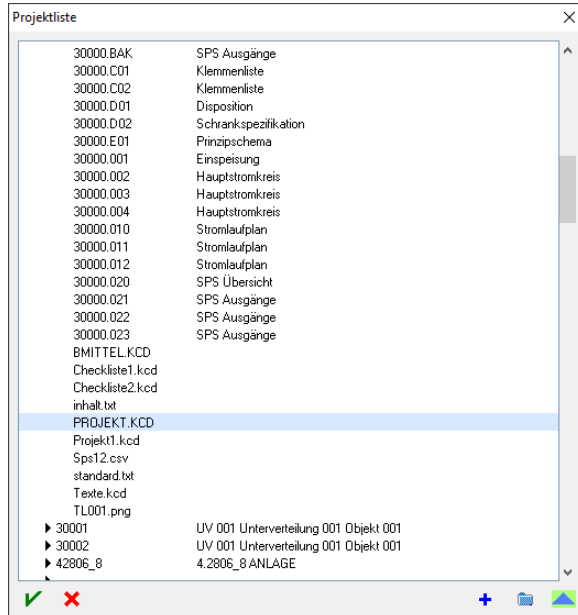 Projektliste
30000.BAK SPS Ausgänge
30000.C01 Klemmenliste
30000.C02 Klemmenliste
30000.D01 Disposition
30000.D02 Schrankspezifikation
30000.E01 Prinzipschema
30000.001 Einspeisung
30000.002 Hauptstromkreis
30000.003 Hauptstromkreis
30000.004 Hauptstromkreis
30000.010 Stromlaufplan
30000.011 Stromlaufplan
30000.012 Stromlaufplan
30000.020 SPS Übersicht
30000.021 SPS Ausgänge
30000.022 SPS Ausgänge
30000.023 SPS Ausgänge
BMITTEL.KCD
Checkliste1.kcd
Checkliste2.kcd
inhalt.txt
PROJEKT.KCD
Projekt1.kcd
Sps12.csv
standard.txt
Texte.kcd
TL001.png
30001 UV 001 Unterverteilung 001 Objekt 001
30002 UV 001 Unterverteilung 001 Objekt 001
42806_8 4.2806_8 ANLAGE